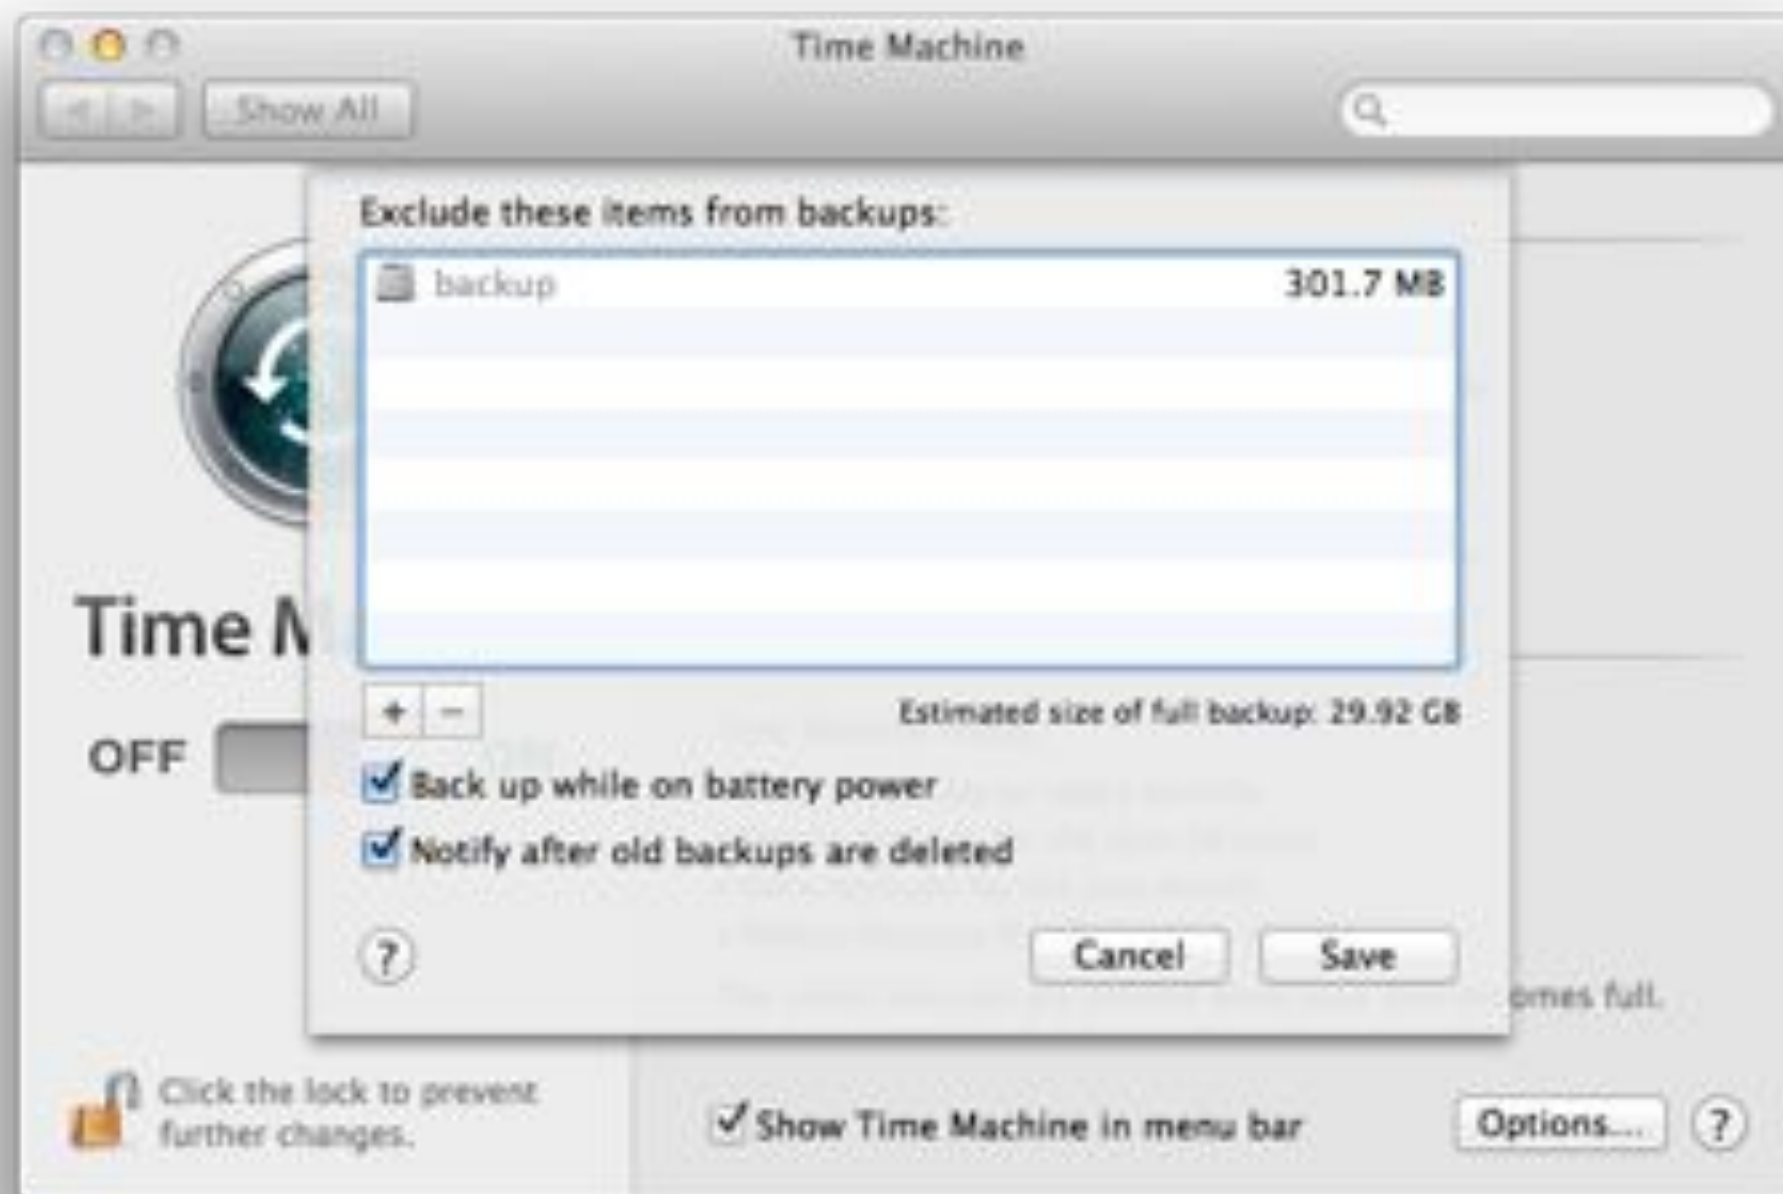 Time Machine
Show All
Exclude these items from backups:
backup 301.7 MB
Time M
+ − Estimated size of full backup: 29.92 GB
OFF
Back up while on battery power
Notify after old backups are deleted
? Cancel Save
omes full.
Click the lock to prevent
further changes.
Show Time Machine in menu bar Options... ?